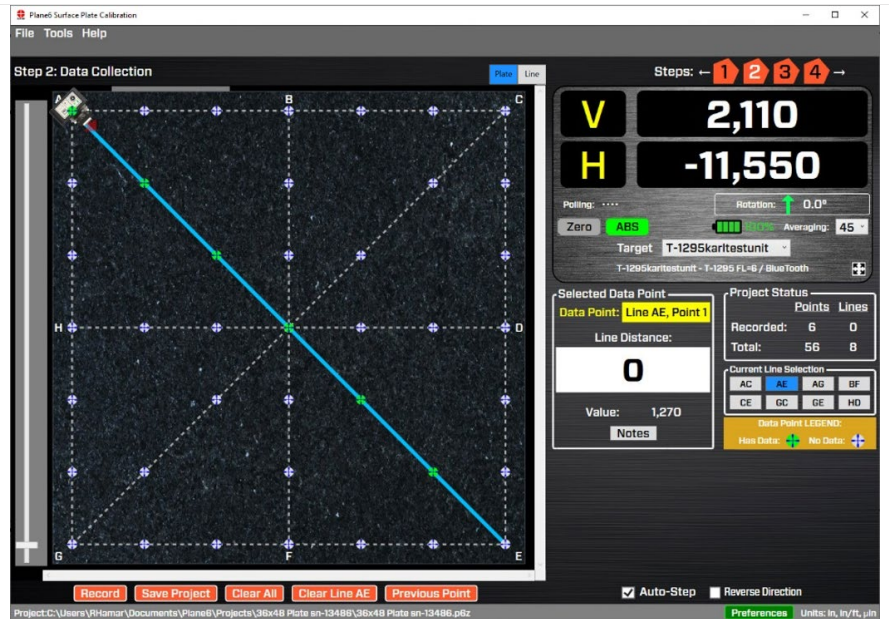 Plane6 Surface Plate Calibration
File Tools Help
Step 2: Data Collection
Plate Line
Steps: ← 1 2 3 4 →
A B C
H D
G F E
V 2,110
H -11,550
Polling: ····
Rotation: ↑ 0.0°
Zero ABS
100% Averaging: 45
Target T-1295karitestunit
T-1295karitestunit - T-1295 FL=6 / BlueTooth
Selected Data Point
Data Point: Line AE, Point 1
Line Distance:
0
Value: 1,270
Notes
Project Status
Points Lines
Recorded: 6 0
Total: 56 8
Current Line Selection
AC AE AG BF
CE GC GE HD
Data Point LEGEND:
Has Data: No Data:
Record Save Project Clear All Clear Line AE Previous Point
Auto-Step Reverse Direction
Project:C:\Users\RHamar\Documents\Plane6\Projects\36x48 Plate sn-13486\36x48 Plate sn-13486.p6z
Preferences Units: in, in/ft, µin